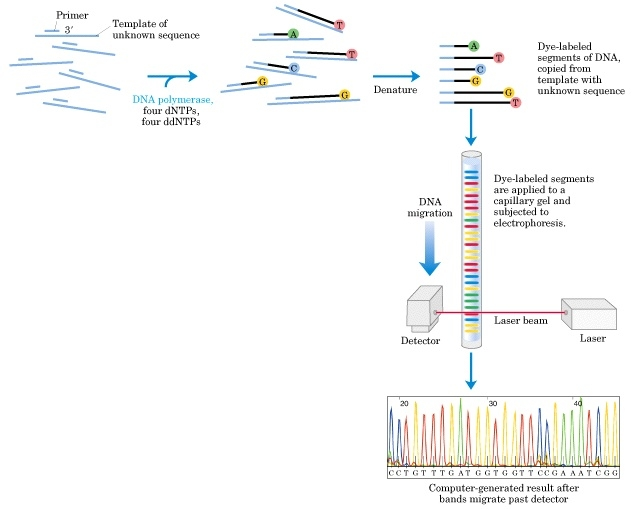 Primer
3′
Template of
unknown sequence
DNA polymerase,
four dNTPs,
four ddNTPs
A
T
T
C
G
G
Denature
A
T
C
G
G
T
Dye-labeled
segments of DNA,
copied from
template with
unknown sequence
DNA
migration
Dye-labeled segments
are applied to a
capillary gel and
subjected to
electrophoresis.
Detector
Laser beam
Laser
20 30 40
C C T G T T T G A T G G T G G T T C C G A A A T C G G
Computer-generated result after
bands migrate past detector